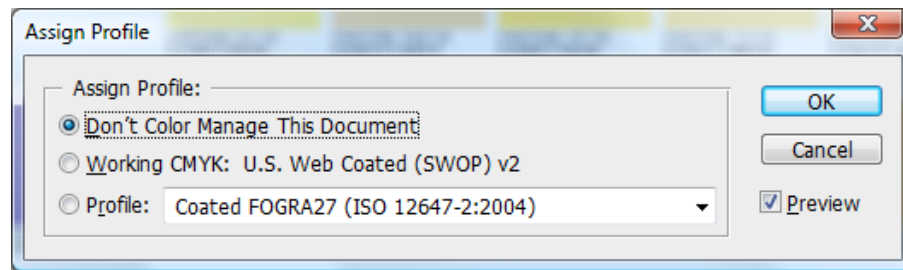 Assign Profile
Assign Profile:
Don't Color Manage This Document
Working CMYK: U.S. Web Coated (SWOP) v2
Profile: Coated FOGRA27 (ISO 12647-2:2004)
OK
Cancel
Preview